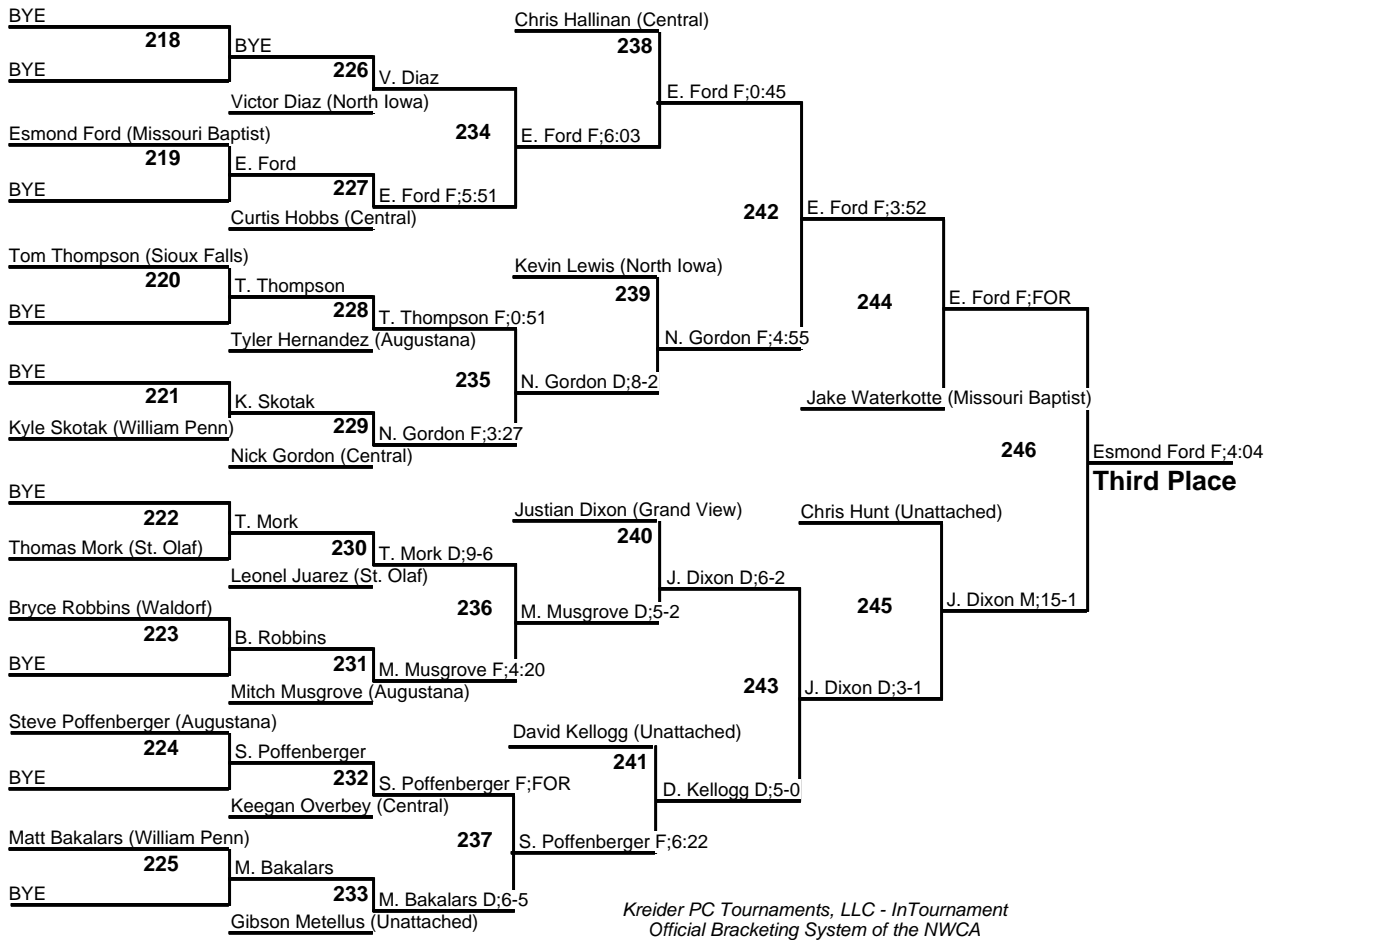 BYE
218
BYE
BYE
226
Victor Diaz (North Iowa)
V. Diaz
Esmond Ford (Missouri Baptist)
219
BYE
E. Ford
227
Curtis Hobbs (Central)
E. Ford F;5:51
234
E. Ford F;6:03
Chris Hallinan (Central)
238
E. Ford F;0:45
Tom Thompson (Sioux Falls)
220
BYE
T. Thompson
228
Tyler Hernandez (Augustana)
T. Thompson F;0:51
BYE
221
Kyle Skotak (William Penn)
K. Skotak
229
Nick Gordon (Central)
N. Gordon F;3:27
235
N. Gordon D;8-2
Kevin Lewis (North Iowa)
239
N. Gordon F;4:55
242
E. Ford F;3:52
244
Jake Waterkotte (Missouri Baptist)
E. Ford F;FOR
BYE
222
Thomas Mork (St. Olaf)
T. Mork
230
Leonel Juarez (St. Olaf)
T. Mork D;9-6
Bryce Robbins (Waldorf)
223
BYE
B. Robbins
231
Mitch Musgrove (Augustana)
M. Musgrove F;4:20
236
M. Musgrove D;5-2
Justian Dixon (Grand View)
240
J. Dixon D;6-2
Steve Poffenberger (Augustana)
224
BYE
S. Poffenberger
232
Keegan Overbey (Central)
S. Poffenberger F;FOR
Matt Bakalars (William Penn)
225
BYE
M. Bakalars
233
Gibson Metellus (Unattached)
M. Bakalars D;6-5
237
S. Poffenberger F;6:22
David Kellogg (Unattached)
241
D. Kellogg D;5-0
243
J. Dixon D;3-1
Chris Hunt (Unattached)
245
J. Dixon M;15-1
246
Esmond Ford F;4:04
Third Place
Kreider PC Tournaments, LLC - InTournament
Official Bracketing System of the NWCA